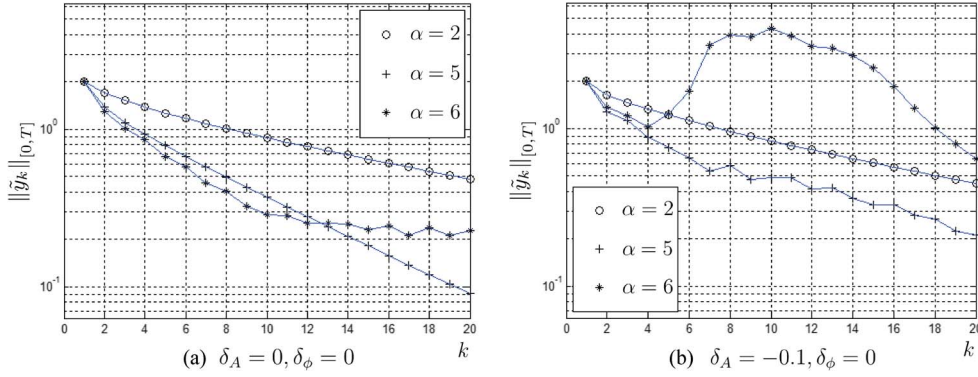 α = 2
α = 5
α = 6
10^0
10^-1
‖ỹ_k‖_[0,T]
0 2 4 6 8 10 12 14 16 18 20
k
(a) δ_A = 0, δ_ϕ = 0
α = 2
α = 5
α = 6
10^0
10^-1
‖ỹ_k‖_[0,T]
0 2 4 6 8 10 12 14 16 18 20
k
(b) δ_A = −0.1, δ_ϕ = 0